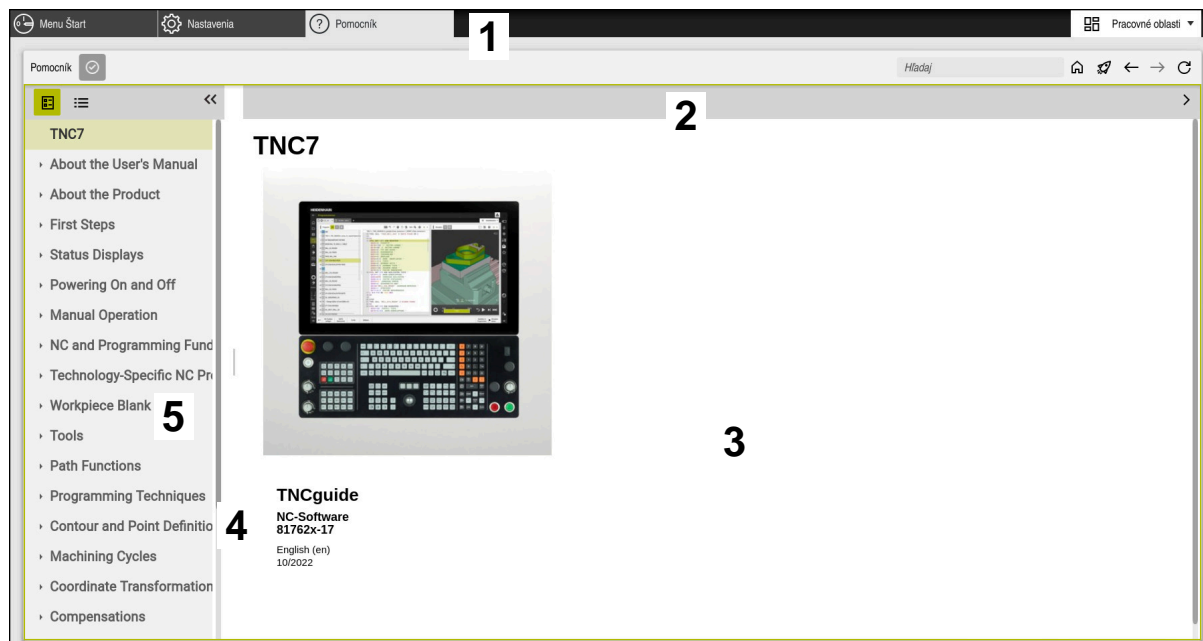 Menu Štart
Nastavenia
Pomocník
1
Pracovné oblasti
Pomocník
Hľadaj
2
TNC7
About the User's Manual
About the Product
First Steps
Status Displays
Powering On and Off
Manual Operation
NC and Programming Fund
Technology-Specific NC Pr
Workpiece Blank
5
Tools
Path Functions
Programming Techniques
Contour and Point Definitio
4
Machining Cycles
Coordinate Transformation
Compensations
TNC7
HEIDENHAIN
3
TNCguide
NC-Software
81762x-17
English (en)
10/2022